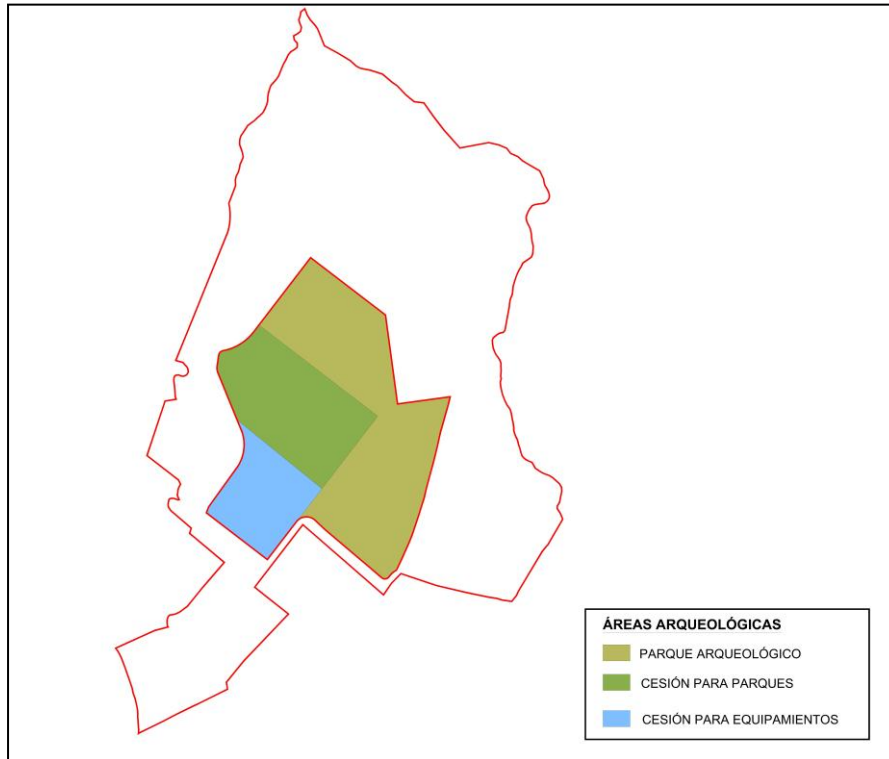 ÁREAS ARQUEOLÓGICAS
PARQUE ARQUEOLÓGICO
CESIÓN PARA PARQUES
CESIÓN PARA EQUIPAMIENTOS